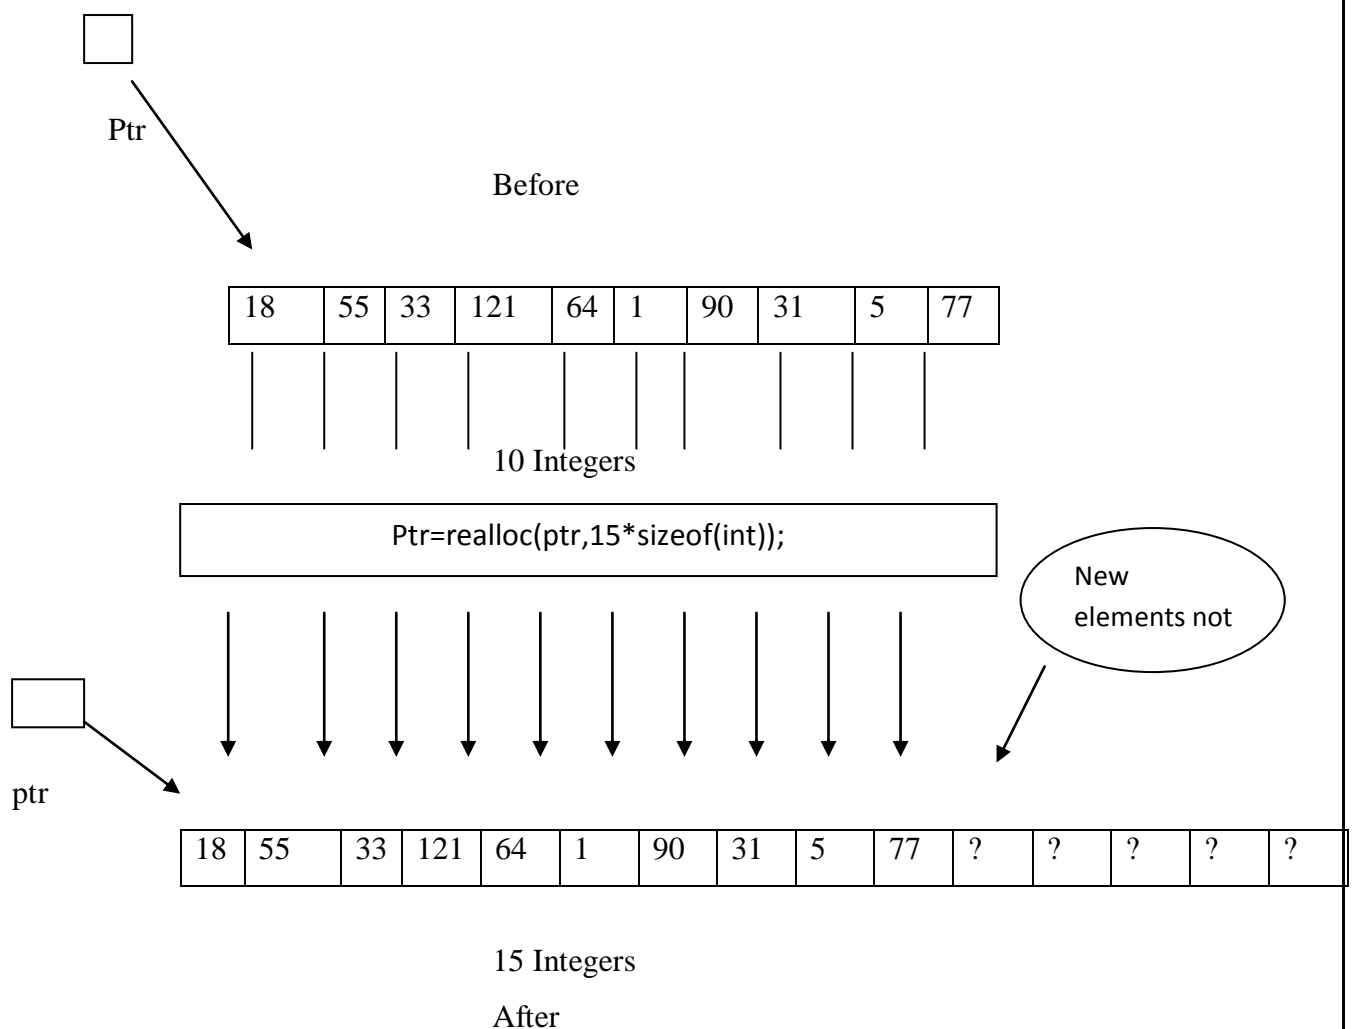 Ptr
Before
18 55 33 121 64 1 90 31 5 77
10 Integers
Ptr=realloc(ptr,15*sizeof(int));
New
elements not
ptr
18 55 33 121 64 1 90 31 5 77 ? ? ? ? ?
15 Integers
After